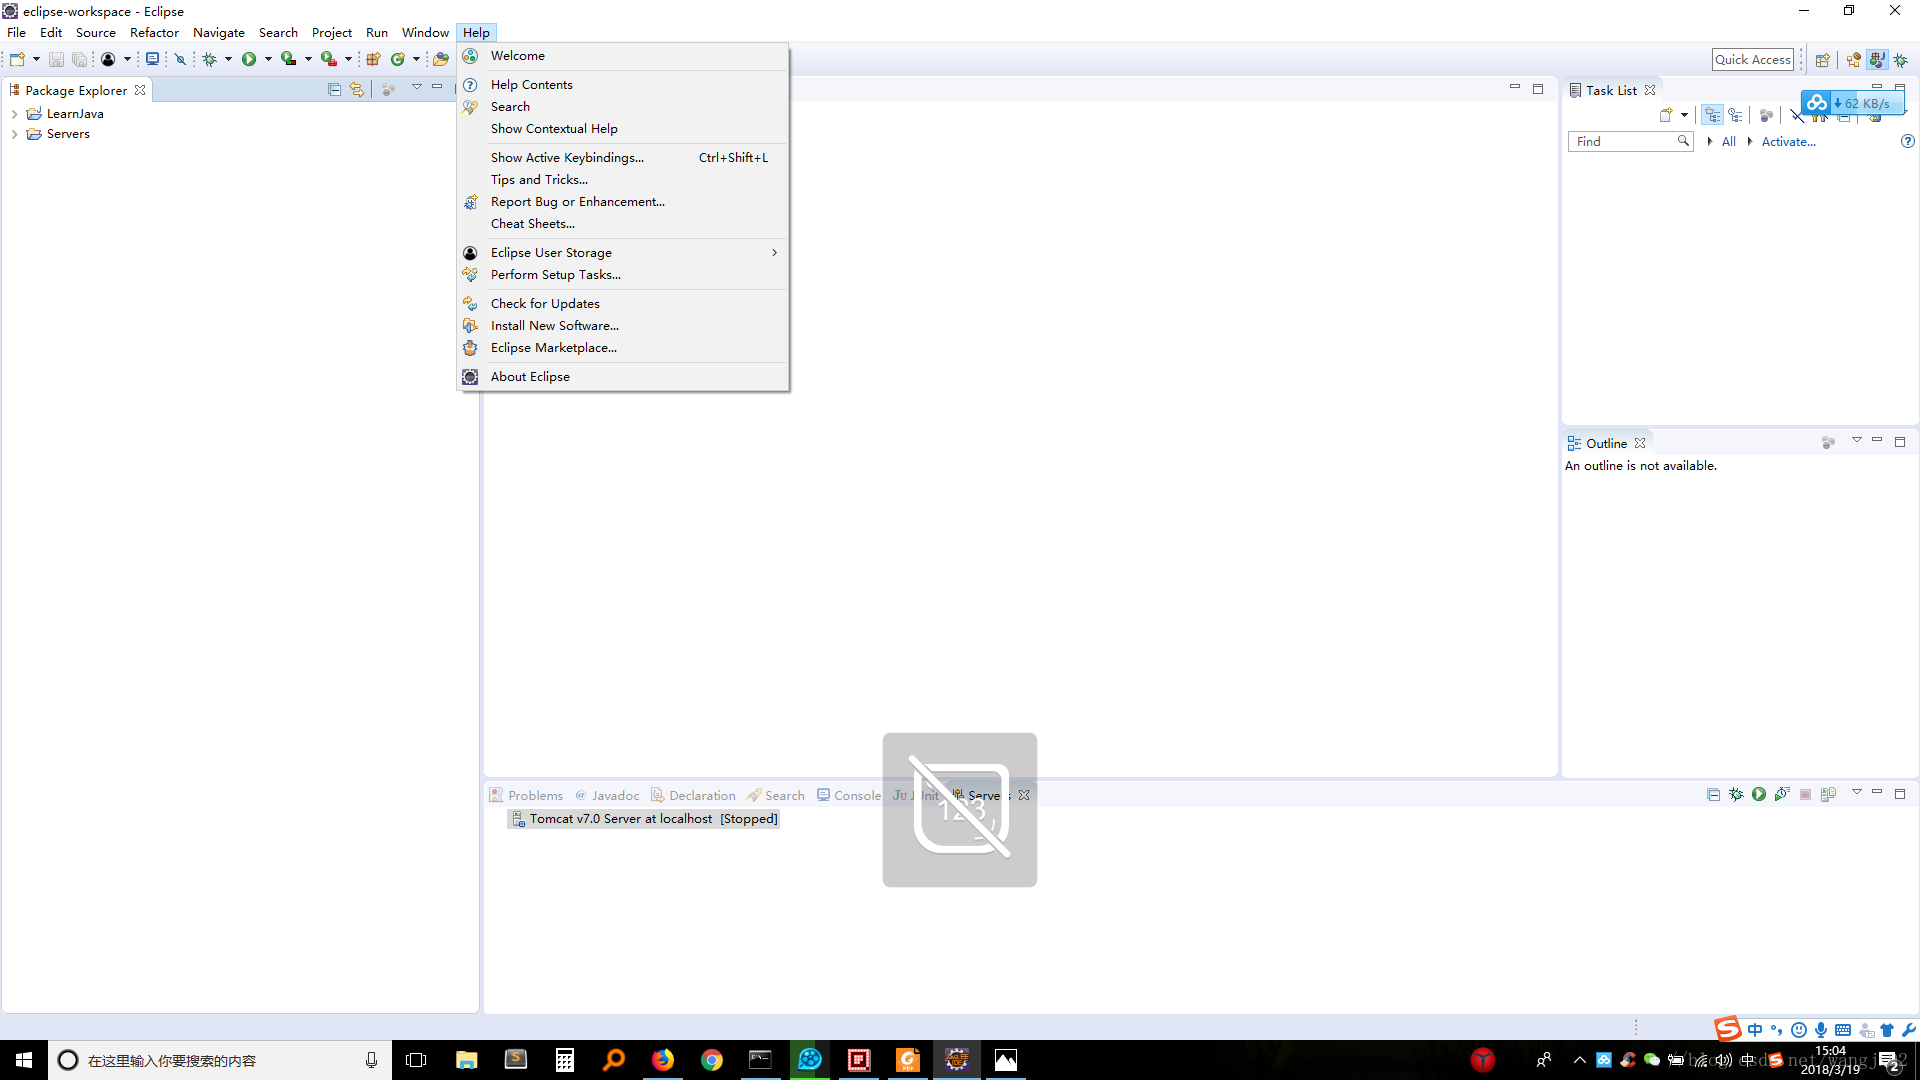 eclipse-workspace - Eclipse
File Edit Source Refactor Navigate Search Project Run Window Help
Quick Access
Welcome
Help Contents
Search
Show Contextual Help
Show Active Keybindings... Ctrl+Shift+L
Tips and Tricks...
Report Bug or Enhancement...
Cheat Sheets...
Eclipse User Storage
Perform Setup Tasks...
Check for Updates
Install New Software...
Eclipse Marketplace...
About Eclipse
Package Explorer
LearnJava
Servers
Task List
62 KB/s
Find
All
Activate...
Outline
An outline is not available.
Problems Javadoc Declaration Search Console Servers
Tomcat v7.0 Server at localhost [Stopped]
123
中
在这里输入你要搜索的内容
中
15:04
2018/3/19
2